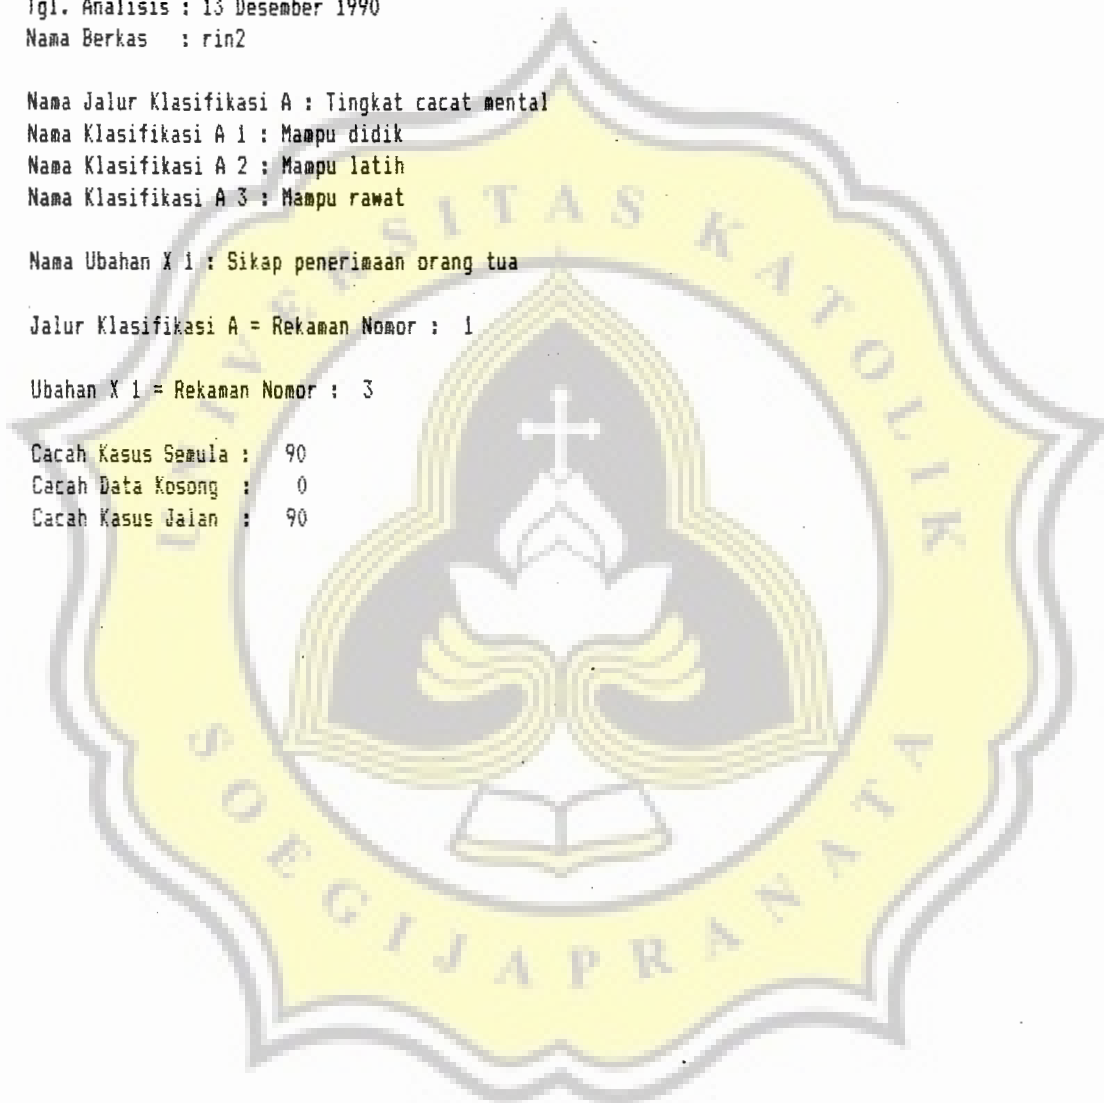 Tgl. Analisis : 13 Desember 1990
Nama Berkas : rin2
Nama Jalur Klasifikasi A : Tingkat cacat mental
Nama Klasifikasi A 1 : Mampu didik
Nama Klasifikasi A 2 : Mampu latih
Nama Klasifikasi A 3 : Mampu rawat
Nama Ubahan X 1 : Sikap penerimaan orang tua
Jalur Klasifikasi A = Rekaman Nomor : 1
Ubahan X 1 = Rekaman Nomor : 3
Cacah Kasus Semula : 90
Cacah Data Kosong : 0
Cacah Kasus Jalan : 90
UNIVERSITAS KATOLIK
SOEGIJAPRANATA